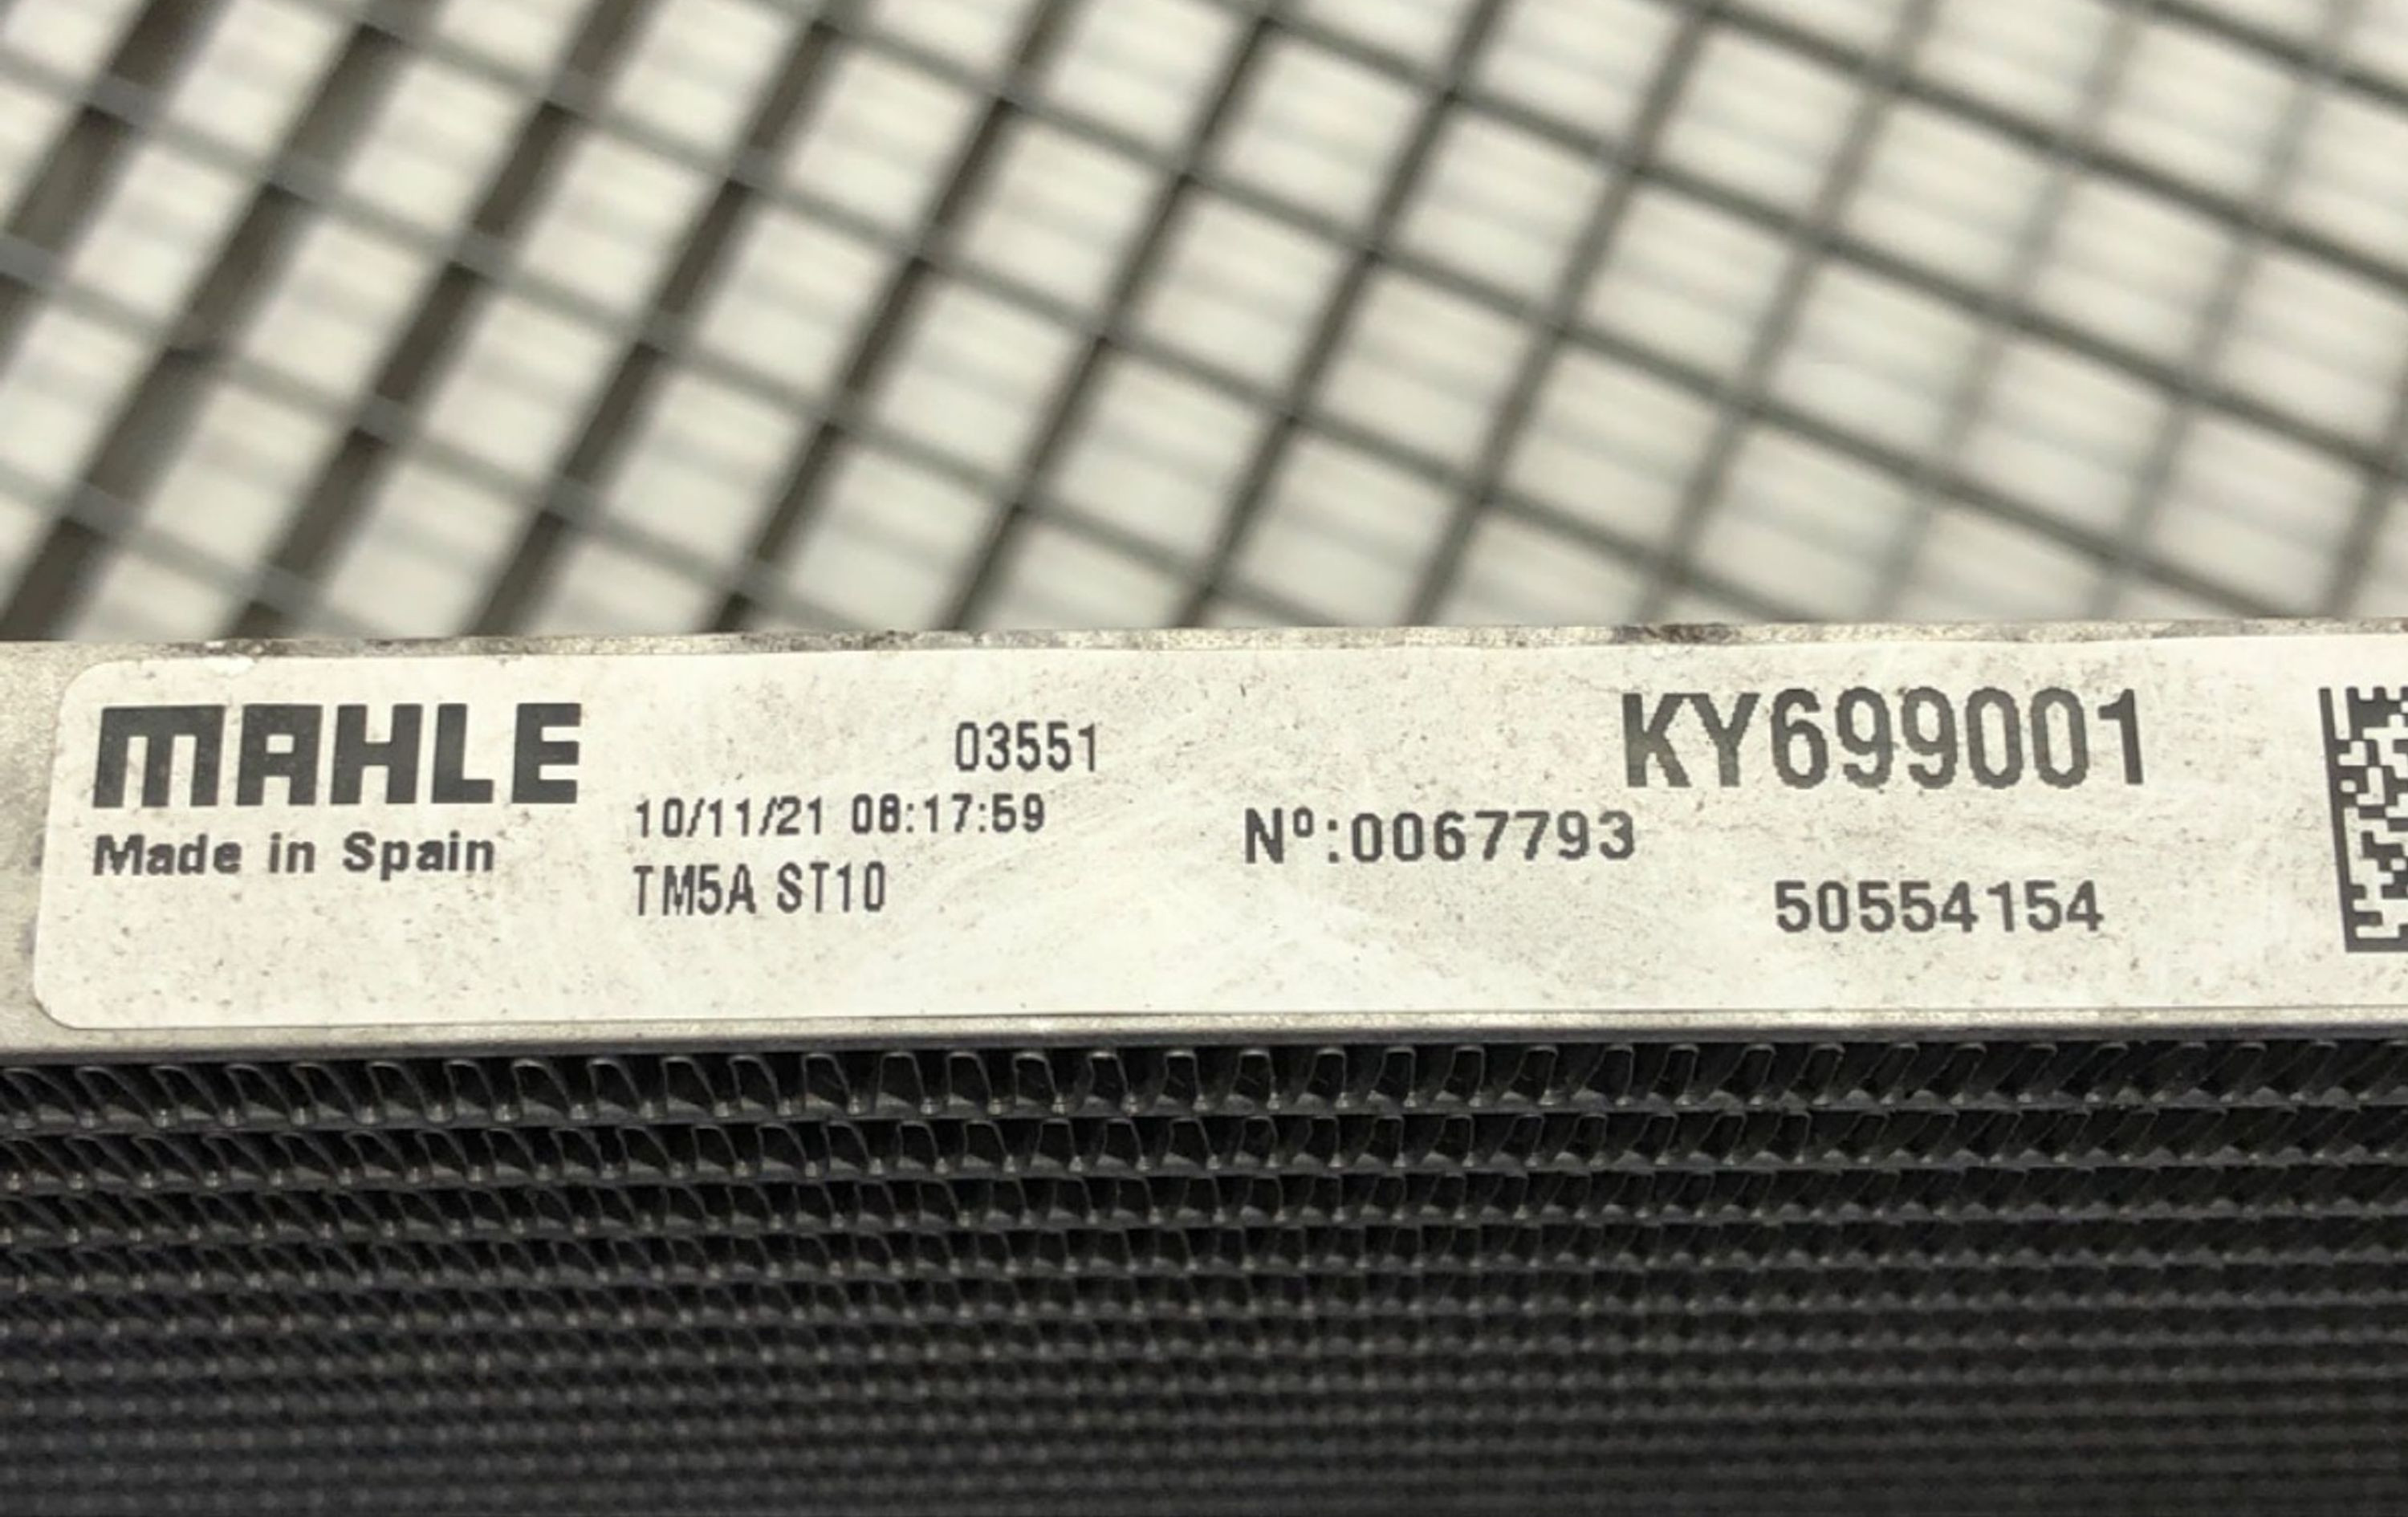 MAHLE
Made in Spain
03551
10/11/21 08:17:59
TM5A ST10
Nº:0067793
KY699001
50554154